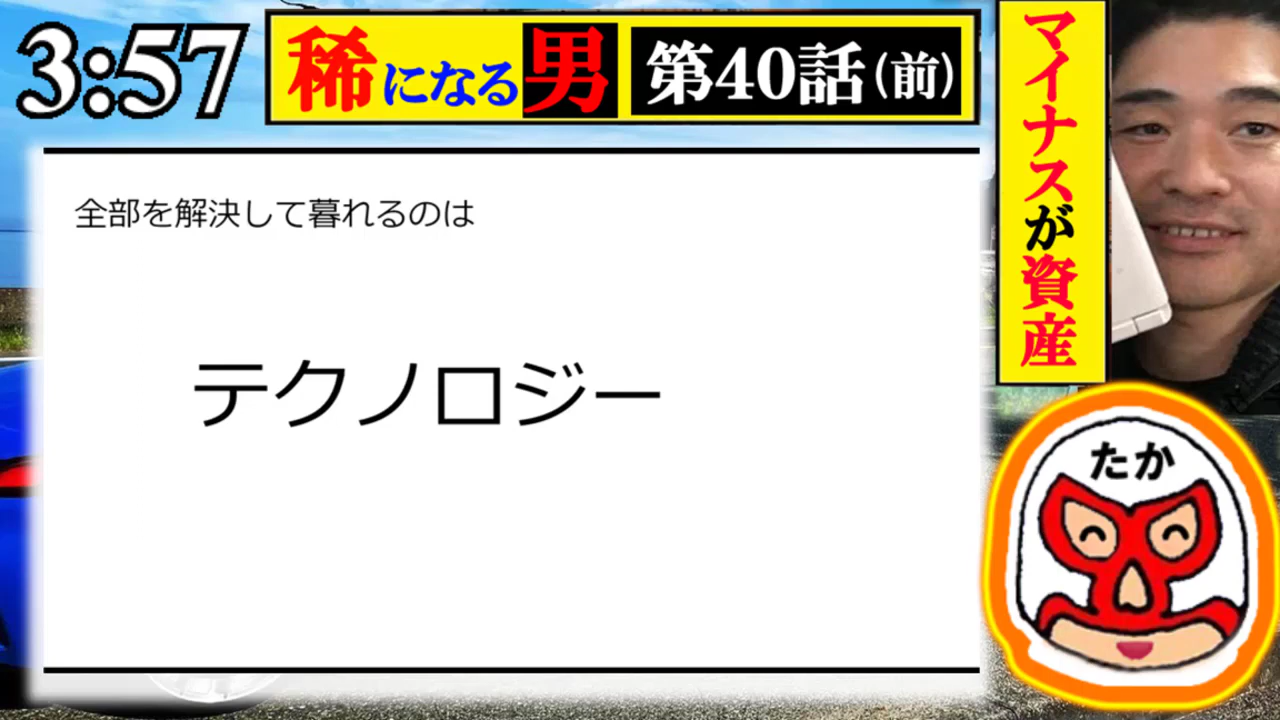 3:57
稀になる男 第40話(前)
マイナスが資産
全部を解決して暮れるのは
テクノロジー
たか